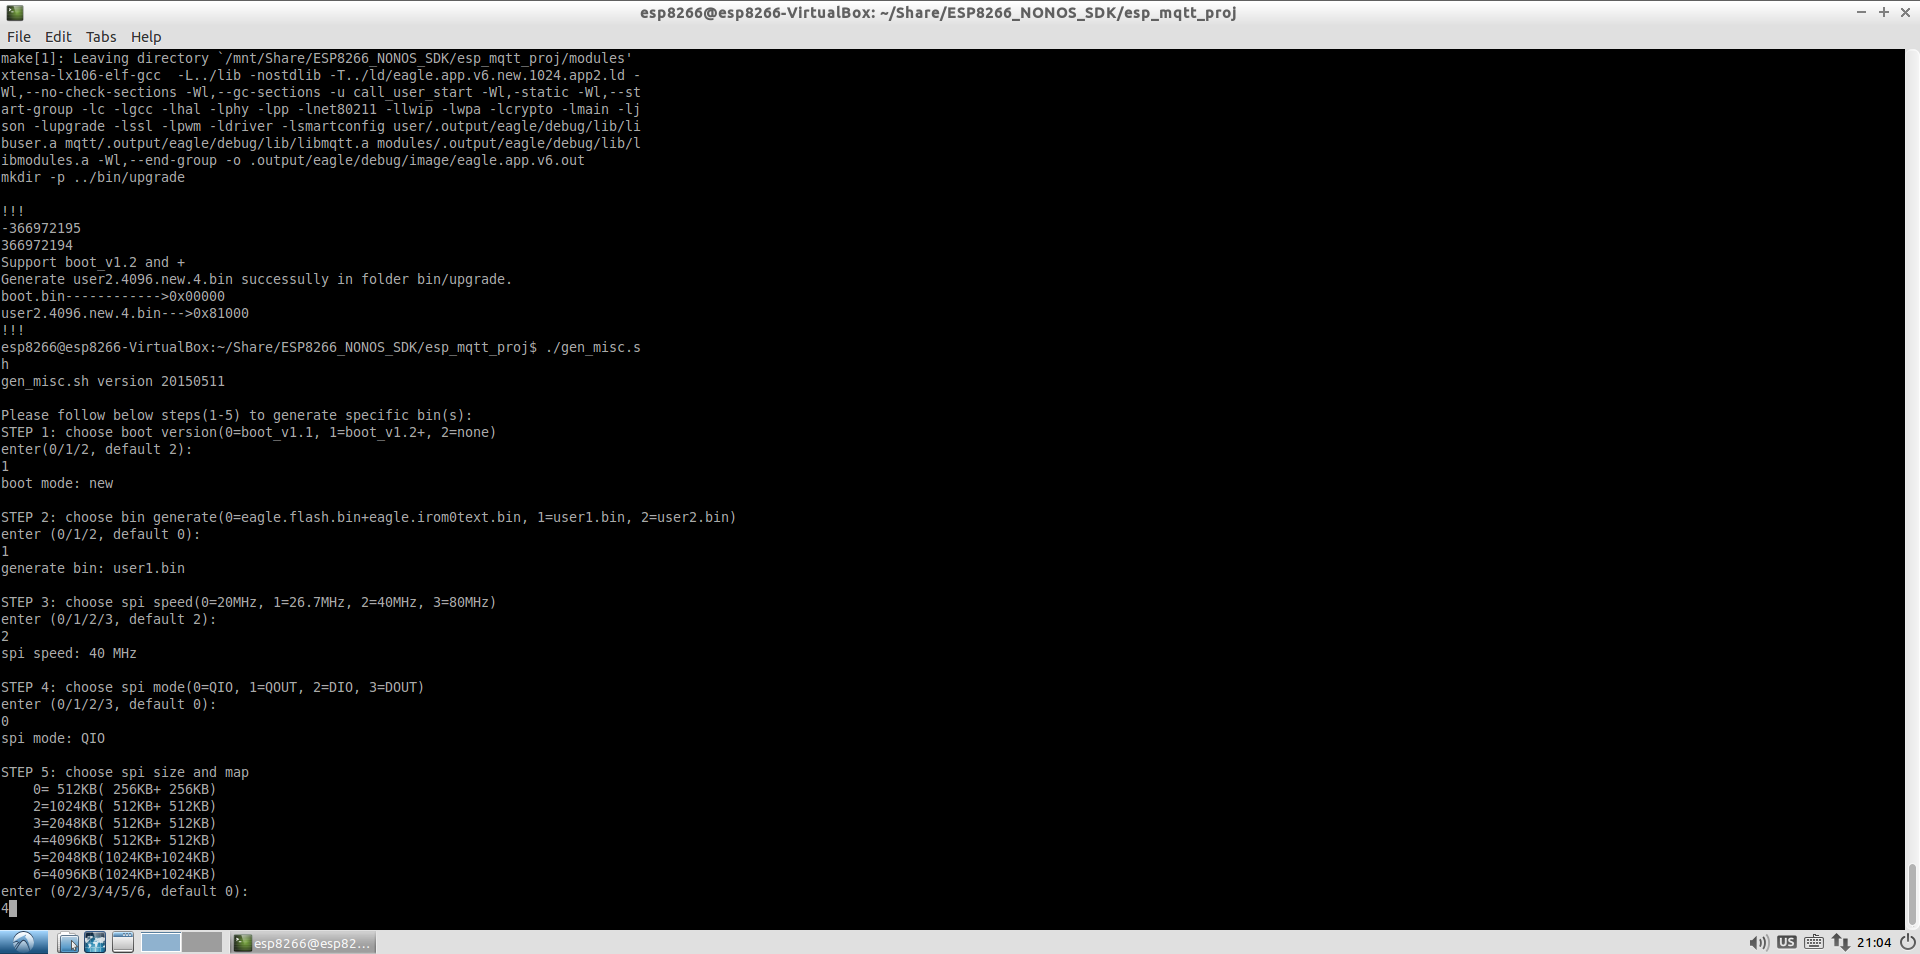 esp8266@esp8266-VirtualBox: ~/Share/ESP8266_NONOS_SDK/esp_mqtt_proj
File Edit Tabs Help
make[1]: Leaving directory `/mnt/Share/ESP8266_NONOS_SDK/esp_mqtt_proj/modules'
xtensa-lx106-elf-gcc  -L../lib -nostdlib -T../ld/eagle.app.v6.new.1024.app2.ld -
Wl,--no-check-sections -Wl,--gc-sections -u call_user_start -Wl,-static -Wl,--st
art-group -lc -lgcc -lhal -lphy -lpp -lnet80211 -llwip -lwpa -lcrypto -lmain -lj
son -lupgrade -lssl -lpwm -ldriver -lsmartconfig user/.output/eagle/debug/lib/li
buser.a mqtt/.output/eagle/debug/lib/libmqtt.a modules/.output/eagle/debug/lib/l
ibmodules.a -Wl,--end-group -o .output/eagle/debug/image/eagle.app.v6.out
mkdir -p ../bin/upgrade
!!!
-366972195
366972194
Support boot_v1.2 and +
Generate user2.4096.new.4.bin successully in folder bin/upgrade.
boot.bin------------>0x00000
user2.4096.new.4.bin--->0x81000
!!!
esp8266@esp8266-VirtualBox:~/Share/ESP8266_NONOS_SDK/esp_mqtt_proj$ ./gen_misc.s
h
gen_misc.sh version 20150511
Please follow below steps(1-5) to generate specific bin(s):
STEP 1: choose boot version(0=boot_v1.1, 1=boot_v1.2+, 2=none)
enter(0/1/2, default 2):
1
boot mode: new
STEP 2: choose bin generate(0=eagle.flash.bin+eagle.irom0text.bin, 1=user1.bin, 2=user2.bin)
enter (0/1/2, default 0):
1
generate bin: user1.bin
STEP 3: choose spi speed(0=20MHz, 1=26.7MHz, 2=40MHz, 3=80MHz)
enter (0/1/2/3, default 2):
2
spi speed: 40 MHz
STEP 4: choose spi mode(0=QIO, 1=QOUT, 2=DIO, 3=DOUT)
enter (0/1/2/3, default 0):
0
spi mode: QIO
STEP 5: choose spi size and map
0= 512KB( 256KB+ 256KB)
2=1024KB( 512KB+ 512KB)
3=2048KB( 512KB+ 512KB)
4=4096KB( 512KB+ 512KB)
5=2048KB(1024KB+1024KB)
6=4096KB(1024KB+1024KB)
enter (0/2/3/4/5/6, default 0):
4
esp8266@esp82... US 21:04